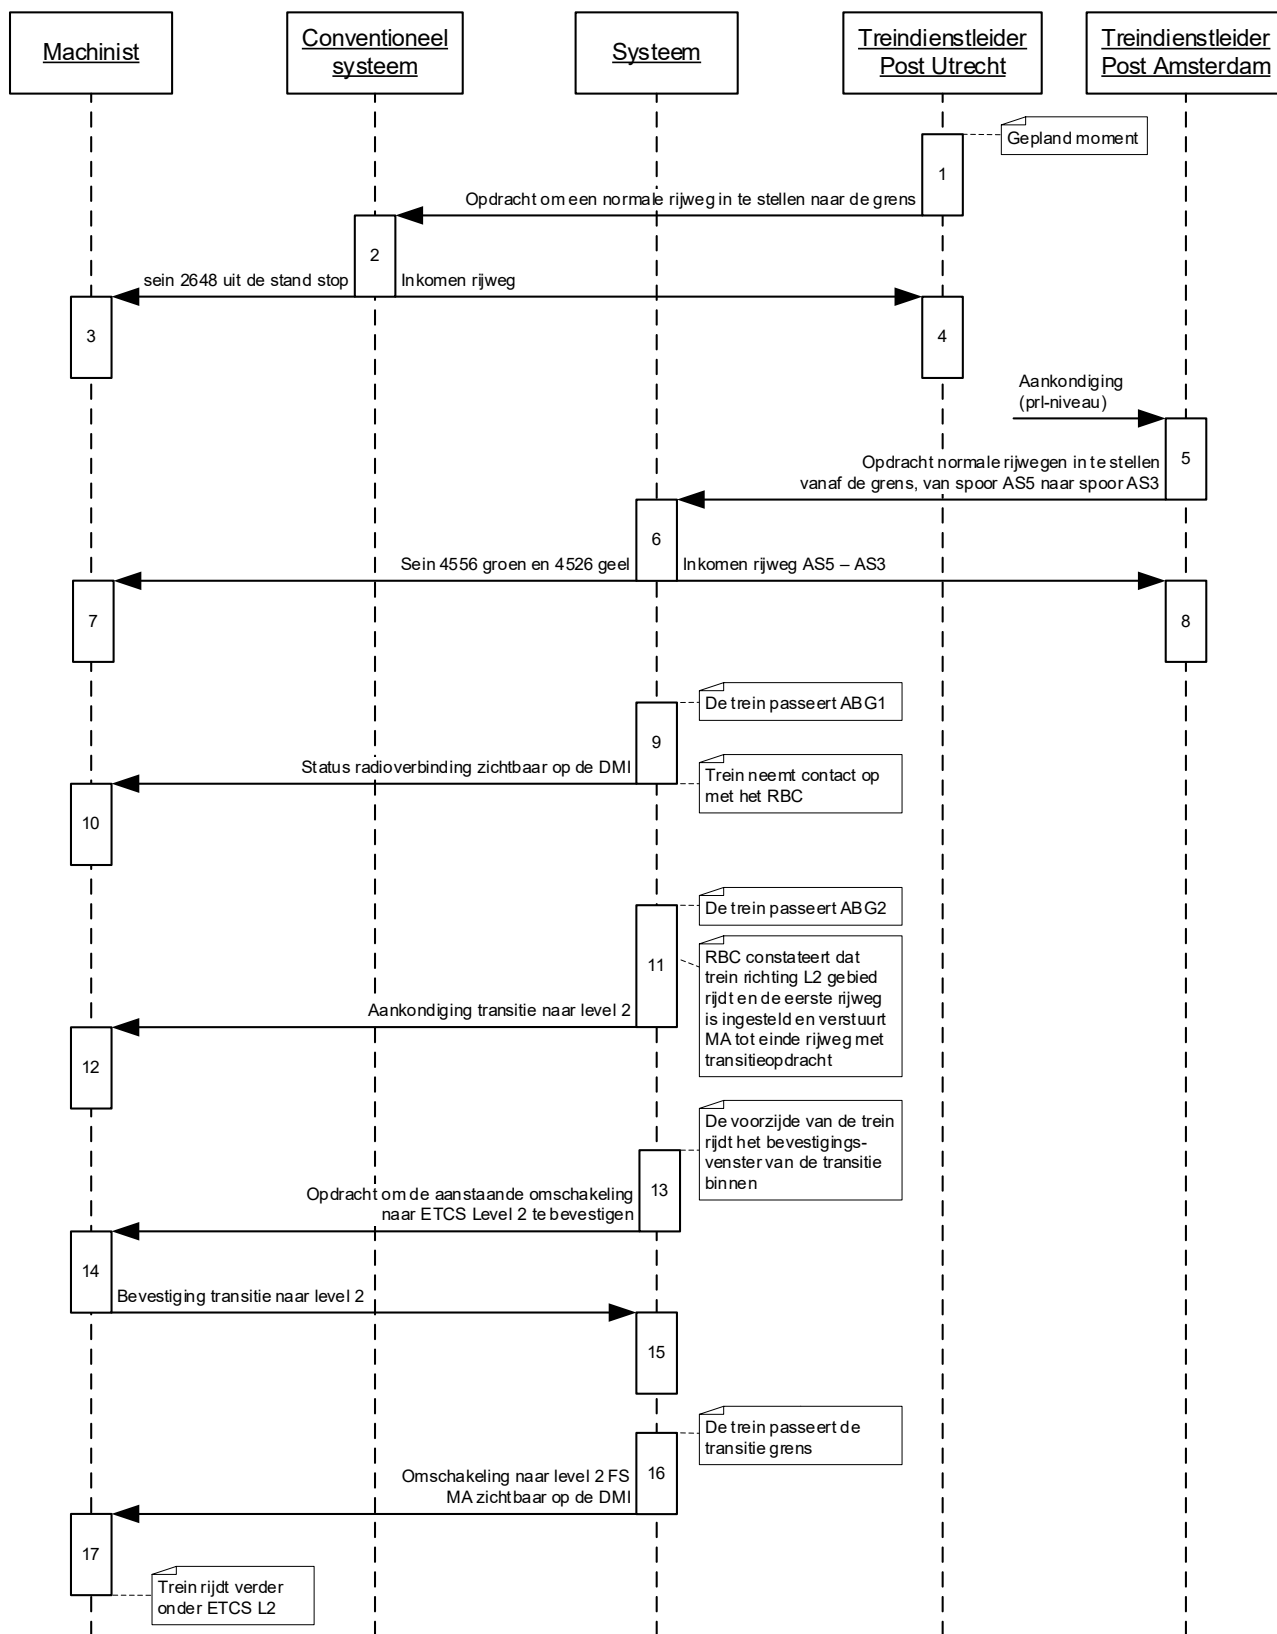 Machinist
Conventioneel
systeem
Systeem
Treindienstleider
Post Utrecht
Treindienstleider
Post Amsterdam
Gepland moment
1
Opdracht om een normale rijweg in te stellen naar de grens
2
sein 2648 uit de stand stop
Inkomen rijweg
3
4
Aankondiging
(prl-niveau)
5
Opdracht normale rijwegen in te stellen
vanaf de grens, van spoor AS5 naar spoor AS3
6
Sein 4556 groen en 4526 geel
Inkomen rijweg AS5 – AS3
7
8
De trein passeert ABG1
9
Status radioverbinding zichtbaar op de DMI
Trein neemt contact op
met het RBC
10
De trein passeert ABG2
11
RBC constateert dat
trein richting L2 gebied
rijdt en de eerste rijweg
is ingesteld en verstuurt
MA tot einde rijweg met
transitieopdracht
Aankondiging transitie naar level 2
12
De voorzijde van de trein
rijdt het bevestigings-
venster van de transitie
binnen
13
Opdracht om de aanstaande omschakeling
naar ETCS Level 2 te bevestigen
14
Bevestiging transitie naar level 2
15
De trein passeert de
transitie grens
16
Omschakeling naar level 2 FS
MA zichtbaar op de DMI
17
Trein rijdt verder
onder ETCS L2